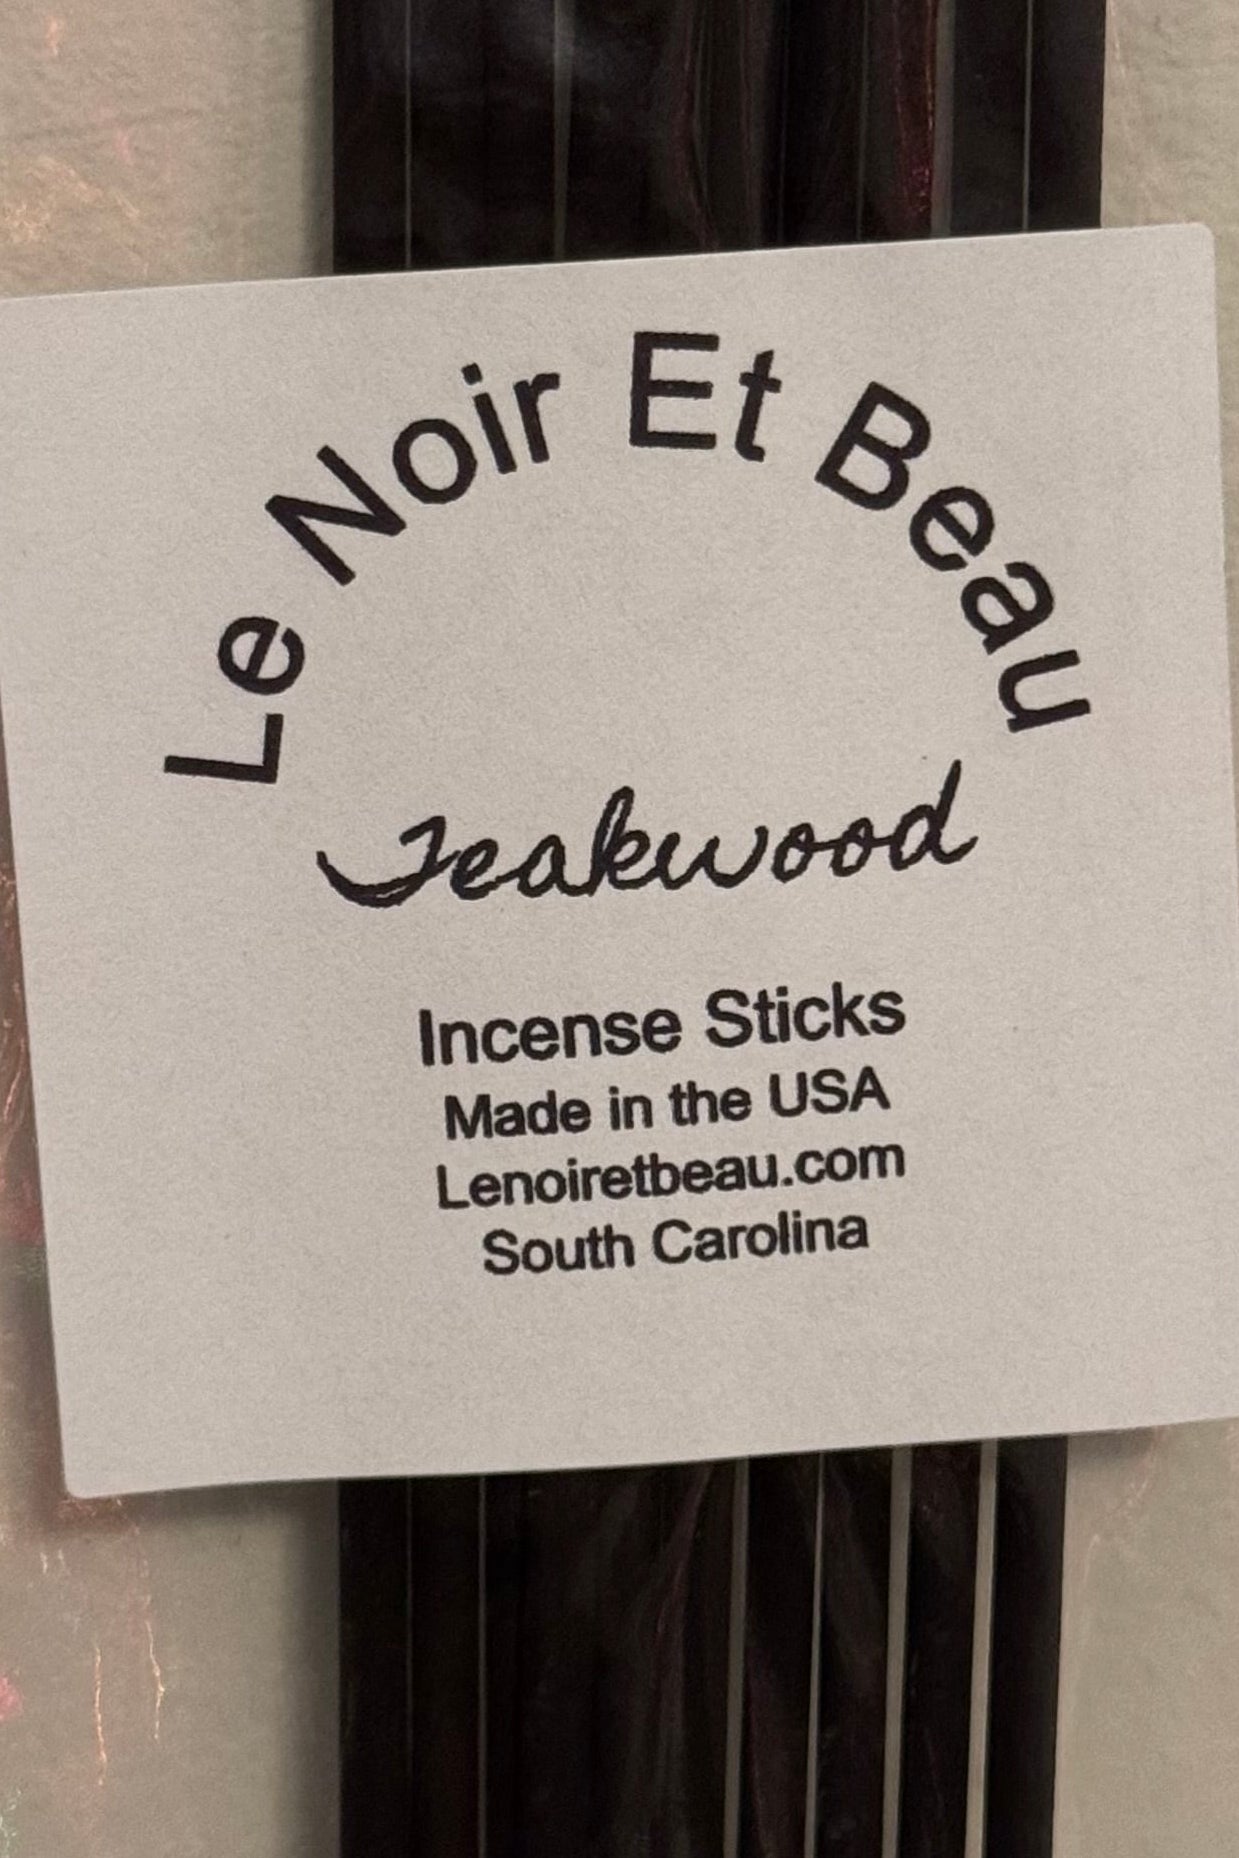 Le Noir Et Beau
Teakwood
Incense Sticks
Made in the USA
Lenoiretbeau.com
South Carolina